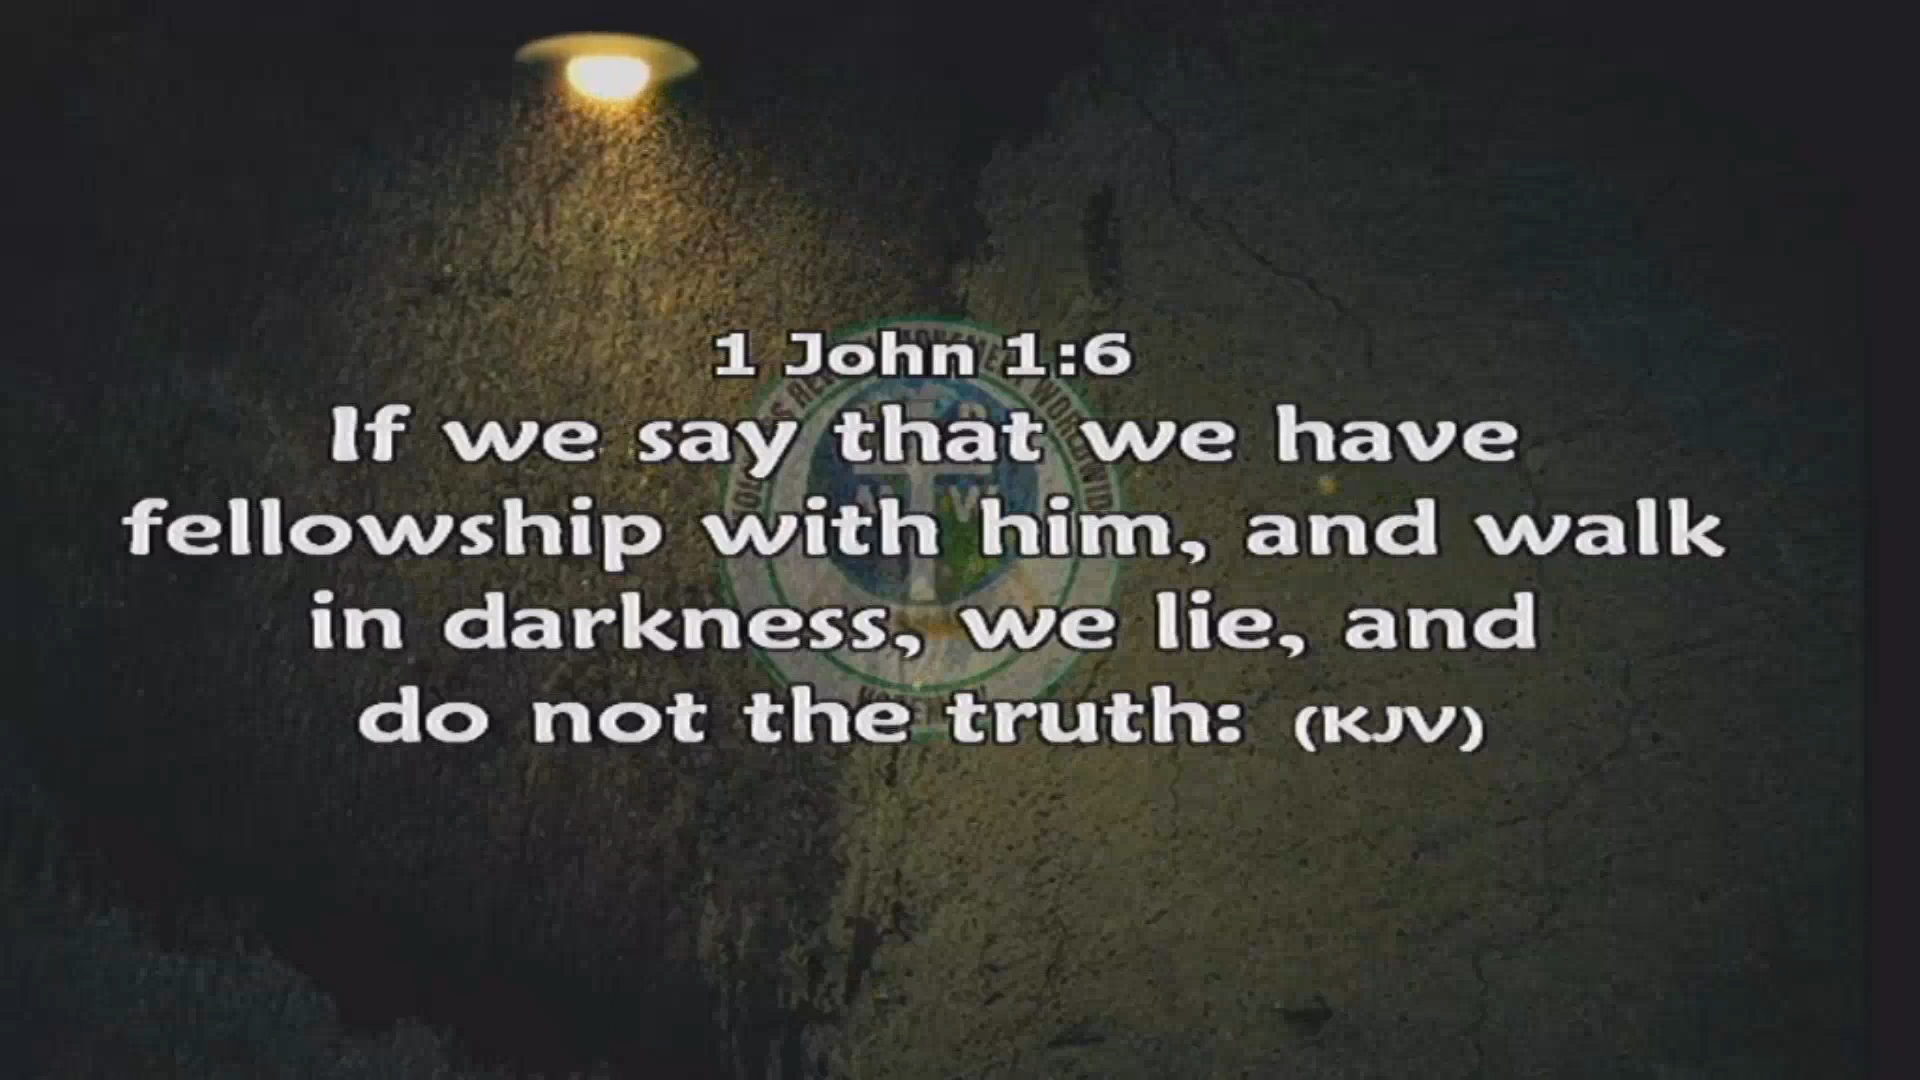 1 John 1:6
If we say that we have
fellowship with him, and walk
in darkness, we lie, and
do not the truth: (KJV)
WORLDWIDE